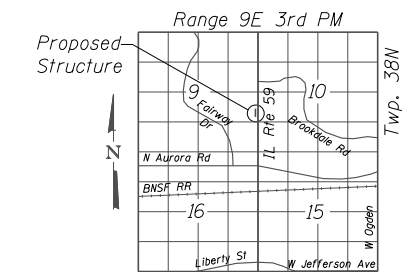 Range 9E 3rd PM
Proposed
Structure
Twp. 38N
9
10
Fairway
Dr
IL Rte 59
Brookdale Rd
N
N Aurora Rd
BNSF RR
16
15
W Ogden
Liberty St
W Jefferson Ave